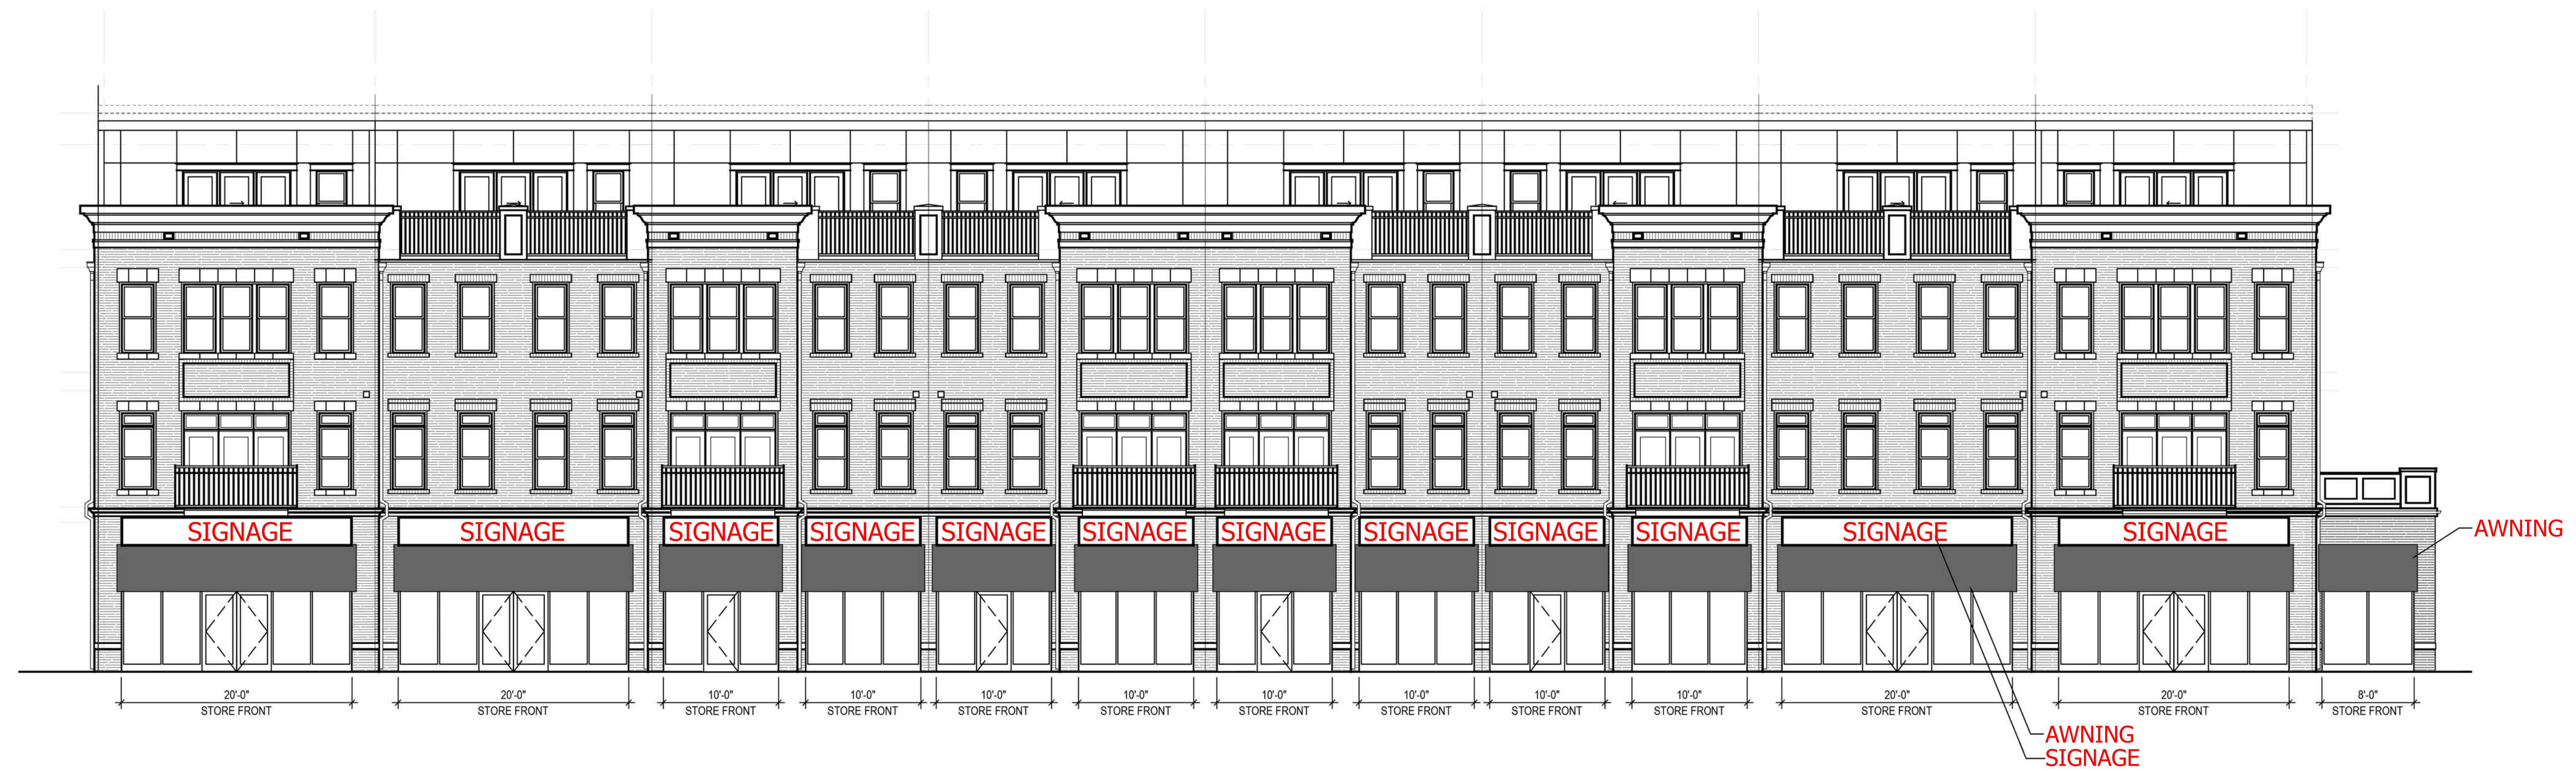 SIGNAGE SIGNAGE SIGNAGE SIGNAGE SIGNAGE SIGNAGE SIGNAGE SIGNAGE SIGNAGE SIGNAGE SIGNAGE SIGNAGE
AWNING
20'-0" 20'-0" 10'-0" 10'-0" 10'-0" 10'-0" 10'-0" 10'-0" 10'-0" 10'-0" 20'-0" 20'-0" 8'-0"
STORE FRONT STORE FRONT STORE FRONT STORE FRONT STORE FRONT STORE FRONT STORE FRONT STORE FRONT STORE FRONT STORE FRONT STORE FRONT STORE FRONT STORE FRONT
AWNING
SIGNAGE